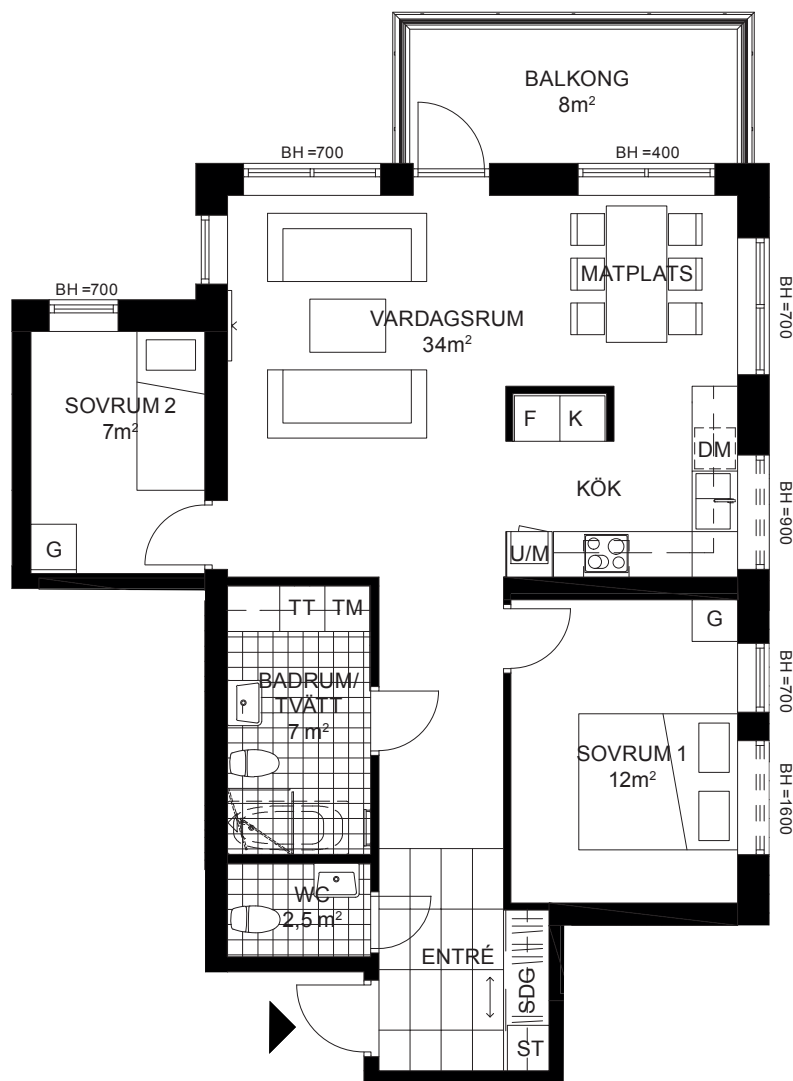 BALKONG
8m²
BH =700
BH =400
MATPLATS
BH =700
BH =700
VARDAGSRUM
34m²
SOVRUM 2
7m²
F K
DM
KÖK
BH =900
G
U/M
TT TM
G
BADRUM/
TVÄTT
7 m²
BH =700
SOVRUM 1
12m²
BH =1600
WC
2,5 m²
ENTRÉ
SDG
ST